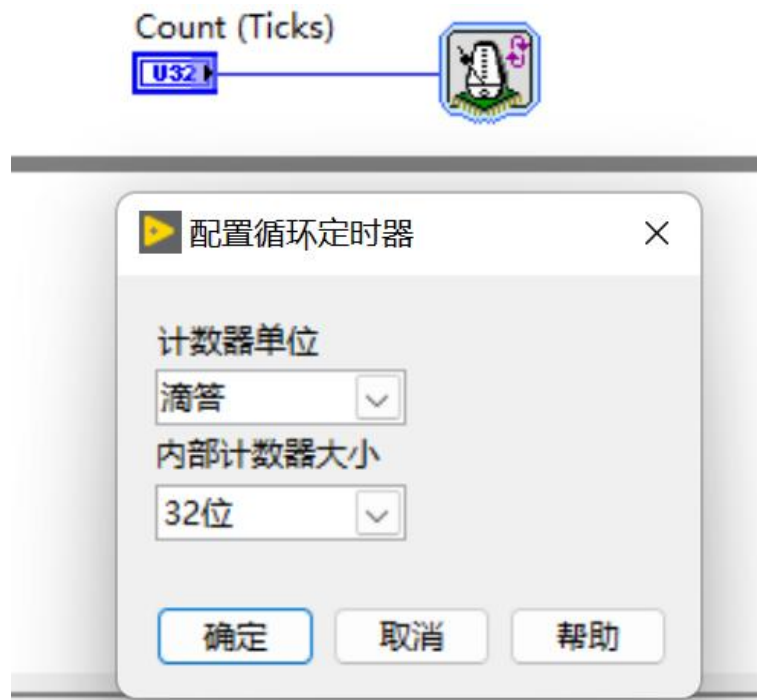 Count (Ticks)
U32
配置循环定时器
计数器单位
滴答
内部计数器大小
32位
确定 取消 帮助